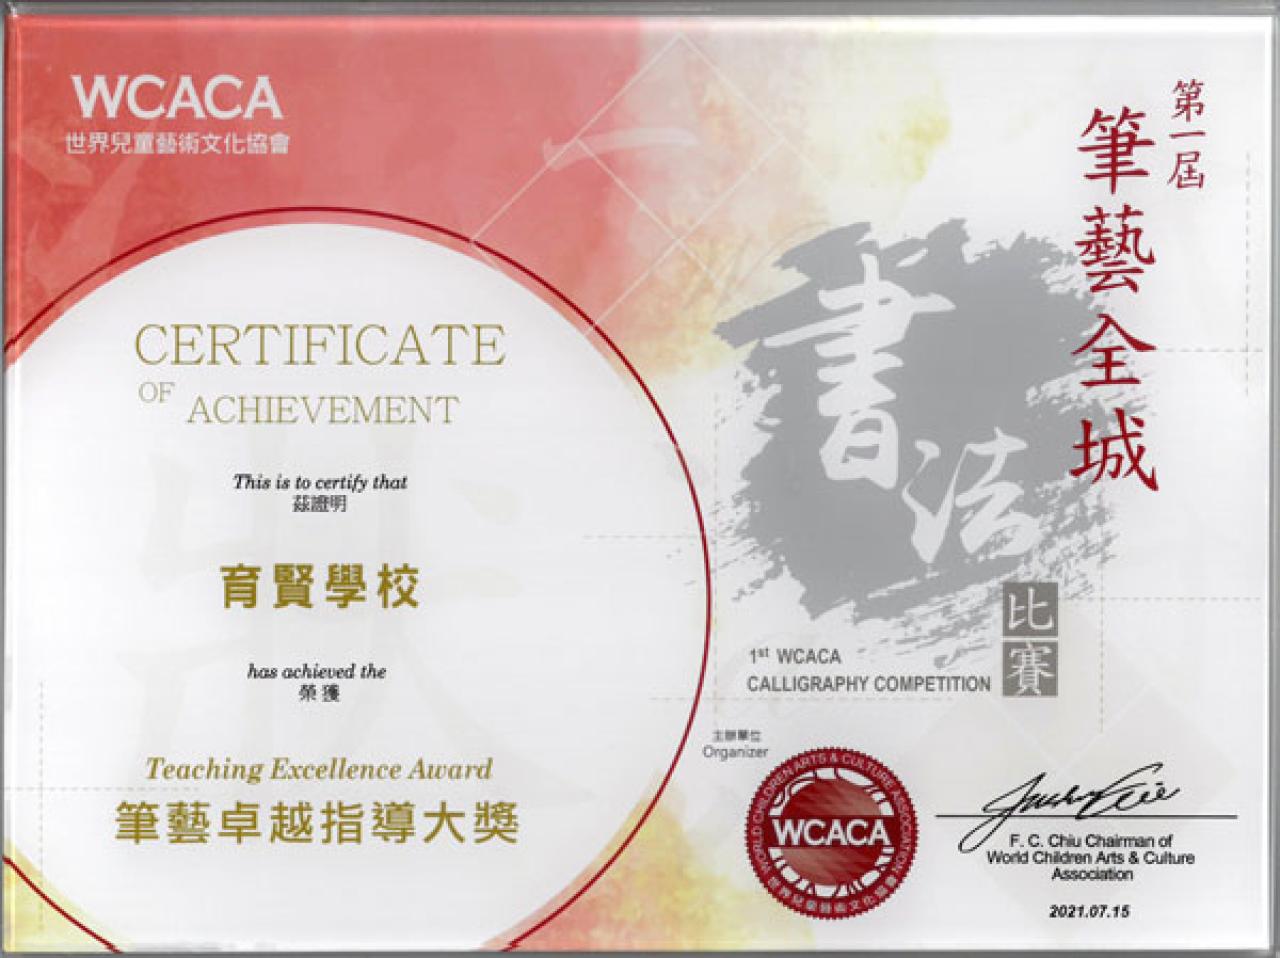 WCACA
世界兒童藝術文化協會
CERTIFICATE
OF ACHIEVEMENT
This is to certify that
茲證明
育賢學校
has achieved the
榮獲
Teaching Excellence Award
筆藝卓越指導大獎
第一屆
筆藝全城
書法
比賽
1st WCACA
CALLIGRAPHY COMPETITION
主辦單位
Organizer
WORLD CHILDREN ARTS & CULTURE ASSOCIATION
WCACA
世界兒童藝術文化協會
F. C. Chiu Chairman of
World Children Arts & Culture
Association
2021.07.15